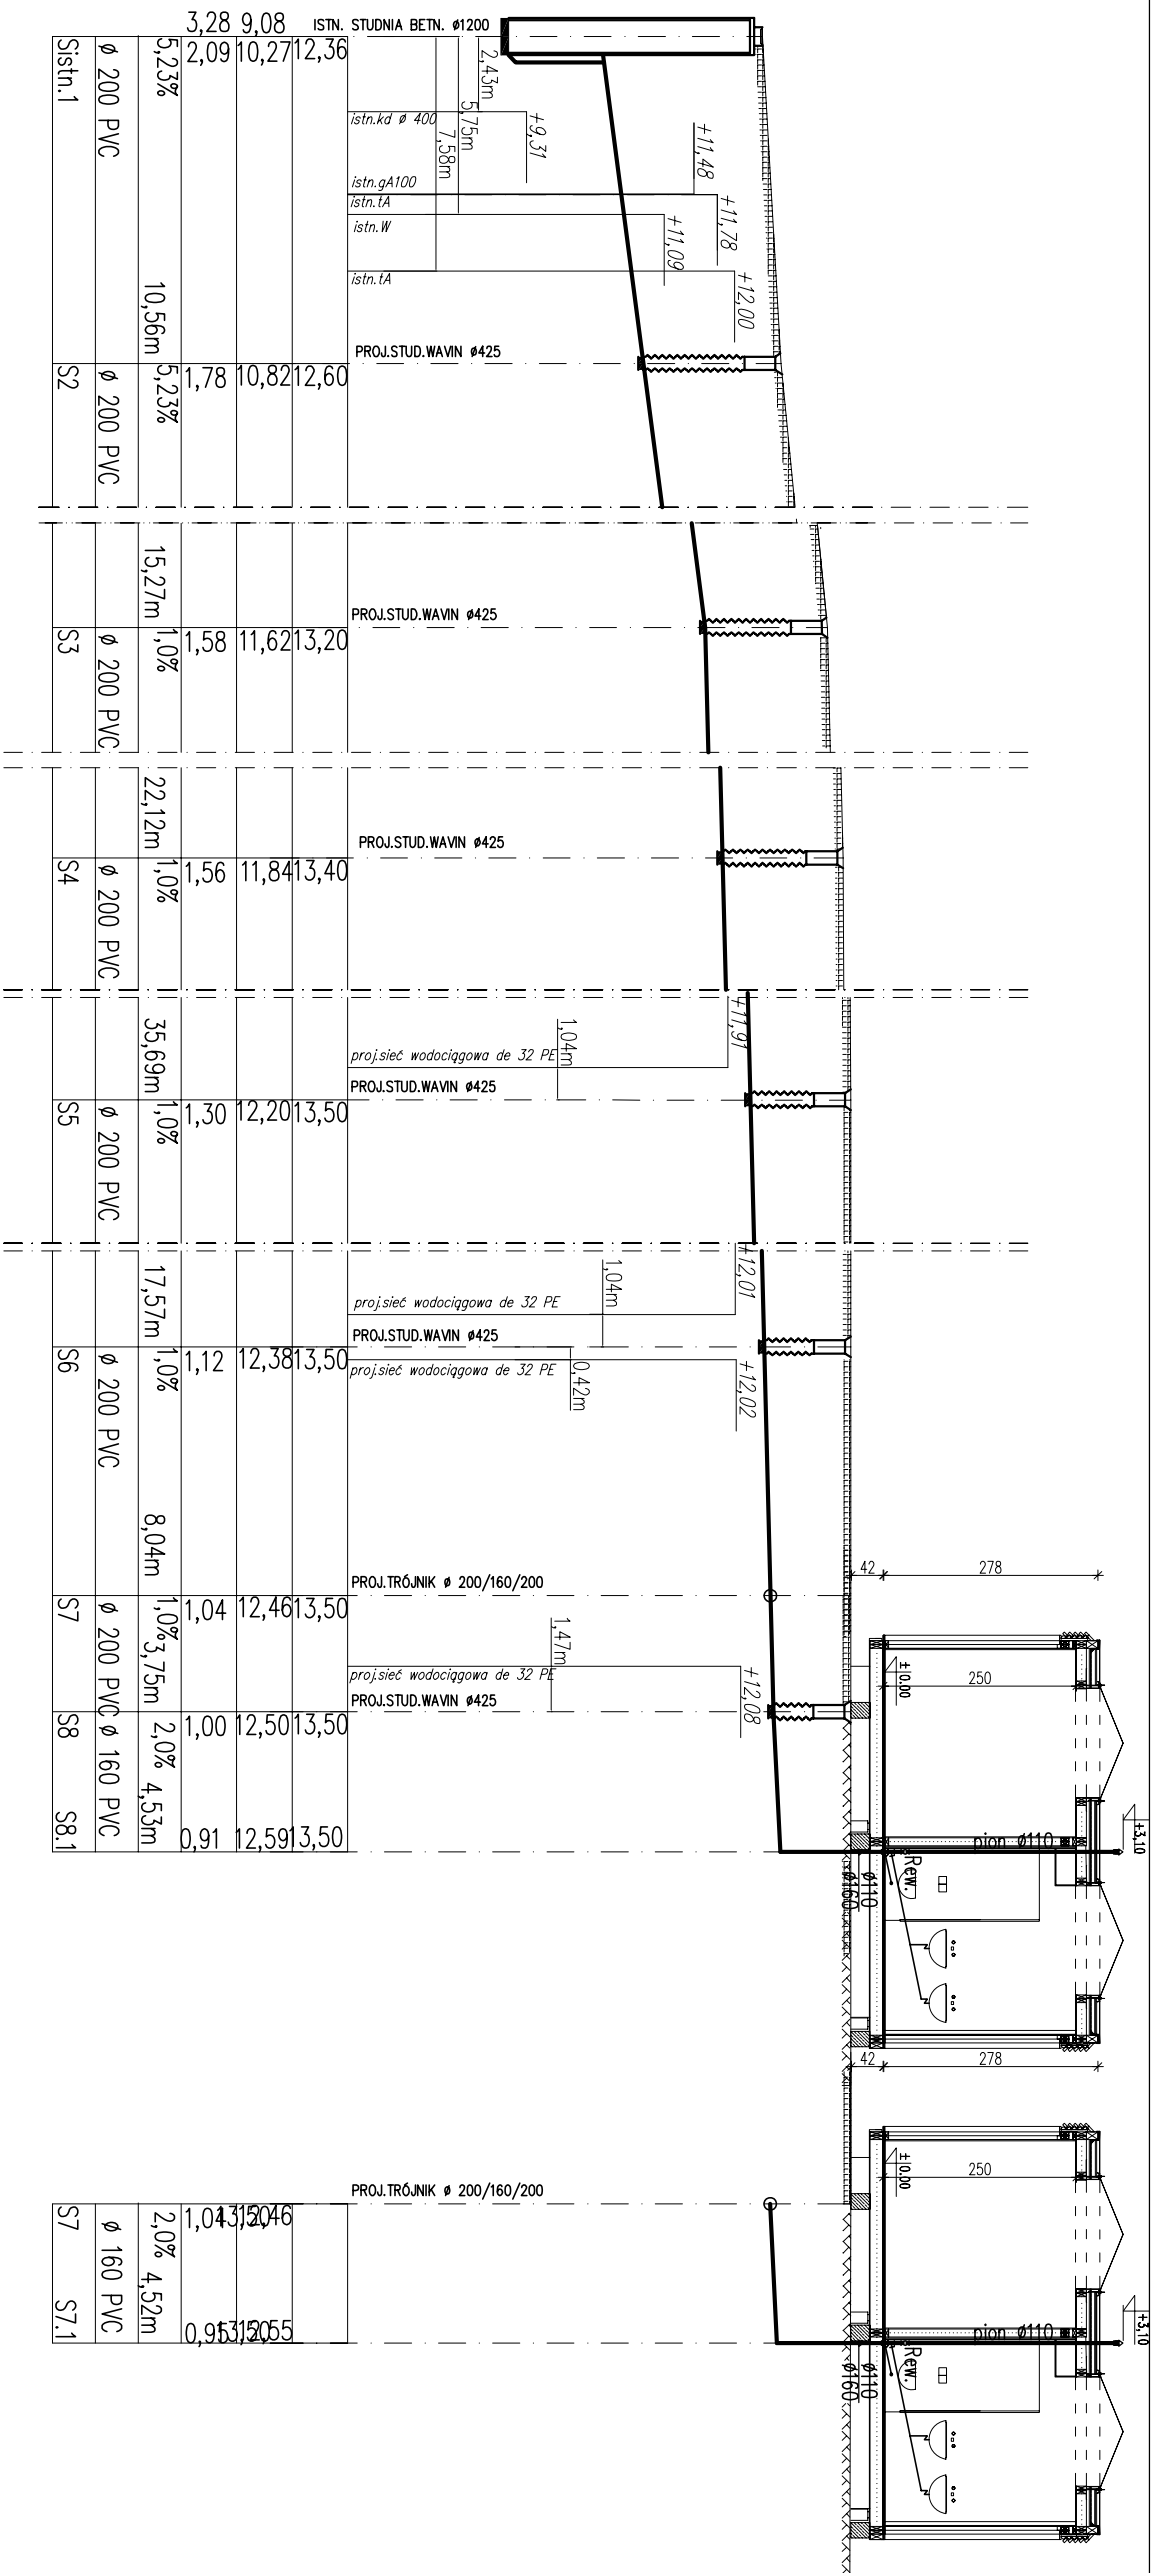 3,28 9,08
ISTN. STUDNIA BETN. ø1200
2,09 10,27 12,36
5,23%
ø 200 PVC
Sistn.1
2,43m
5,75m
7,58m
istn.kd ø 400
+9,31
istn.gA100
+11,48
istn.tA
+11,78
istn.W
+11,09
istn.tA
+12,00
10,56m
PROJ.STUD.WAVIN ø425
1,78 10,82 12,60
5,23%
ø 200 PVC
S2
15,27m
PROJ.STUD.WAVIN ø425
1,58 11,62 13,20
1,0%
ø 200 PVC
S3
22,12m
PROJ.STUD.WAVIN ø425
1,56 11,84 13,40
1,0%
ø 200 PVC
S4
35,69m
+11,91
1,04m
proj.sieć wodociągowa de 32 PE
PROJ.STUD.WAVIN ø425
1,30 12,20 13,50
1,0%
ø 200 PVC
S5
17,57m
+12,01
1,04m
proj.sieć wodociągowa de 32 PE
PROJ.STUD.WAVIN ø425
1,12 12,38 13,50
1,0%
ø 200 PVC
S6
proj.sieć wodociągowa de 32 PE
0,42m
+12,02
8,04m
PROJ.TRÓJNIK ø 200/160/200
1,04 12,46 13,50
1,0% 3,75m
ø 200 PVC
S7
1,47m
proj.sieć wodociągowa de 32 PE
+12,08
PROJ.STUD.WAVIN ø425
1,00 12,50 13,50
2,0% 4,53m
ø 160 PVC
S8
0,91 12,59 13,50
S8.1
42
278
±0.00
250
+3,10
pion ø110
Rew.
ø110
ø160
42
278
±0.00
250
+3,10
pion ø110
Rew.
ø110
ø160
PROJ.TRÓJNIK ø 200/160/200
1,04 13,50 12,46
2,0% 4,52m
ø 160 PVC
S7
0,95 13,50 12,55
S7.1